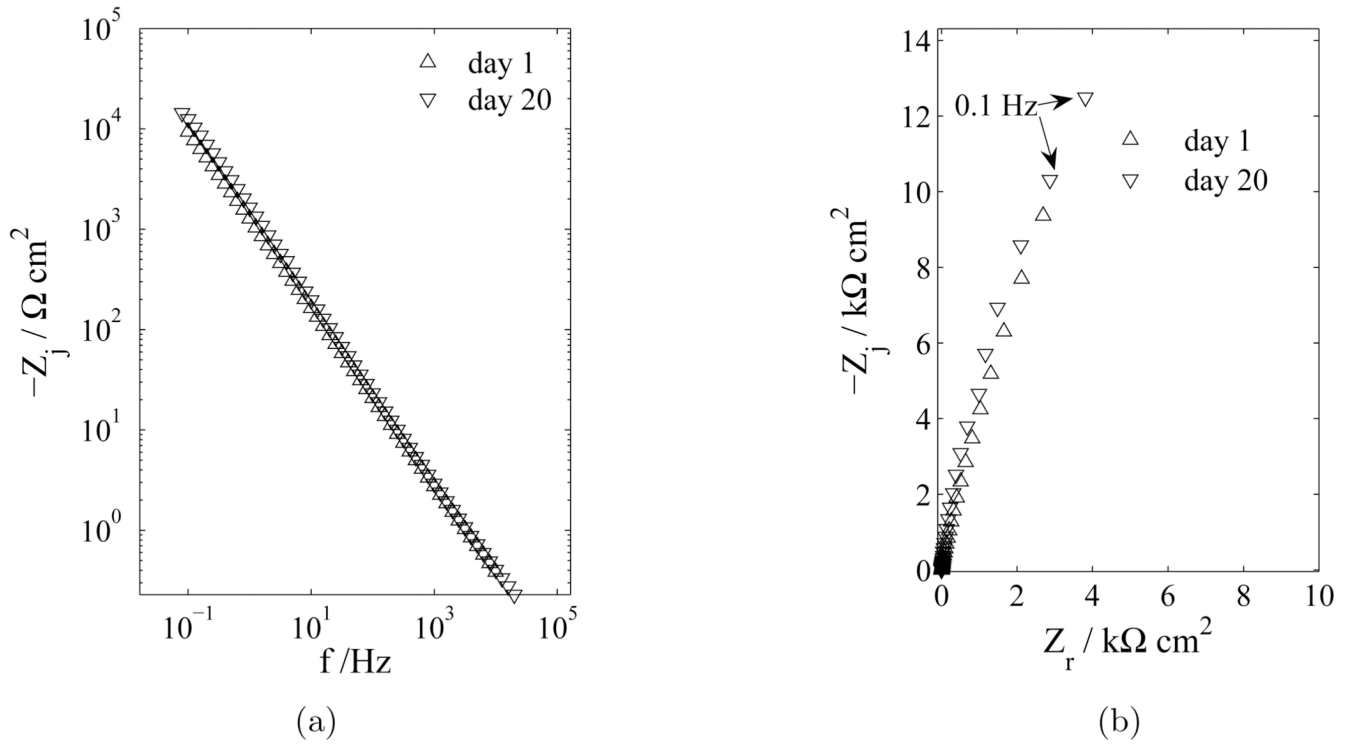 10^5
10^4
10^3
10^2
10^1
10^0
−Z_j / Ω cm^2
day 1
day 20
10^−1
10^1
10^3
10^5
f /Hz
(a)
14
12
10
8
6
4
2
0
−Z_j / kΩ cm^2
0.1 Hz
day 1
day 20
0
2
4
6
8
10
Z_r / kΩ cm^2
(b)